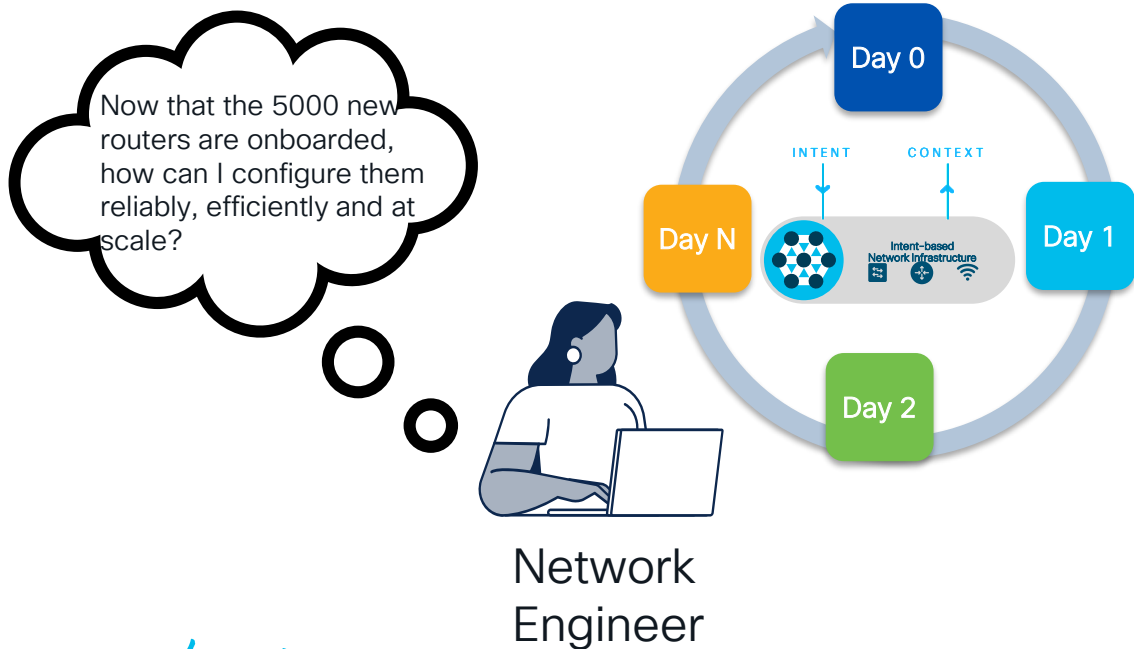 Now that the 5000 new
routers are onboarded,
how can I configure them
reliably, efficiently and at
scale?
Day 0
INTENT
CONTEXT
Day N
Intent-based
Network Infrastructure
Day 1
Day 2
Network
Engineer